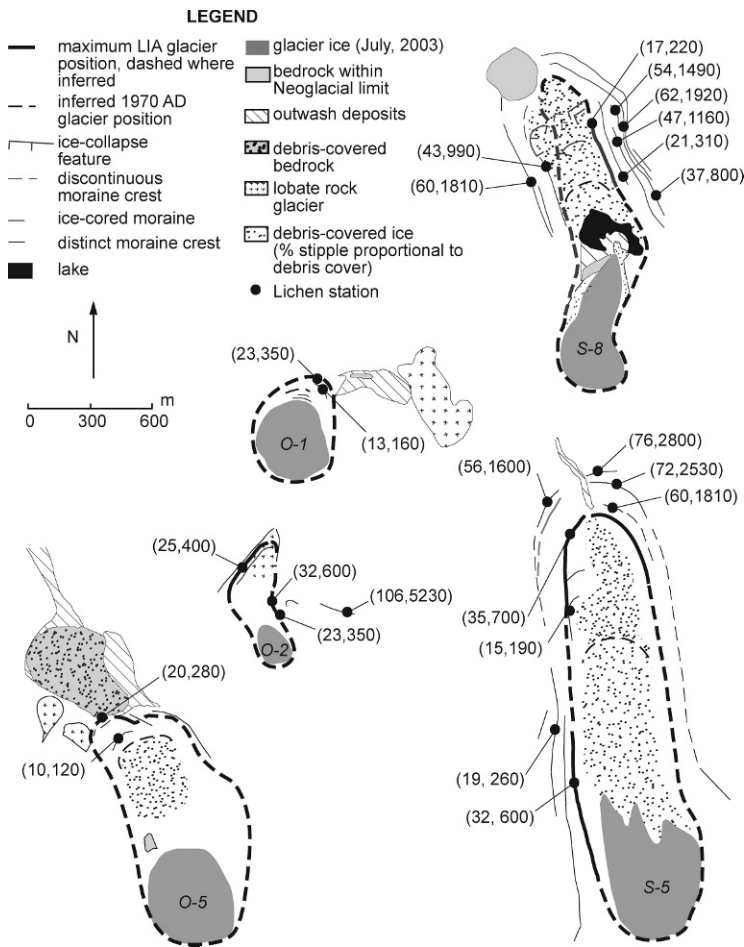 LEGEND
maximum LIA glacier
position, dashed where
inferred
inferred 1970 AD
glacier position
ice-collapse
feature
discontinuous
moraine crest
ice-cored moraine
distinct moraine crest
lake
glacier ice (July, 2003)
bedrock within
Neoglacial limit
outwash deposits
debris-covered
bedrock
lobate rock
glacier
debris-covered ice
(% stipple proportional to
debris cover)
Lichen station
N
m
0 300 600
(17,220)
(54,1490)
(62,1920)
(47,1160)
(21,310)
(37,800)
(43,990)
(60,1810)
S-8
(23,350)
O-1
(13,160)
(76,2800)
(72,2530)
(56,1600)
(60,1810)
(25,400)
(32,600)
(106,5230)
(23,350)
O-2
(35,700)
(15,190)
(20,280)
(10,120)
(19, 260)
(32, 600)
O-5
S-5